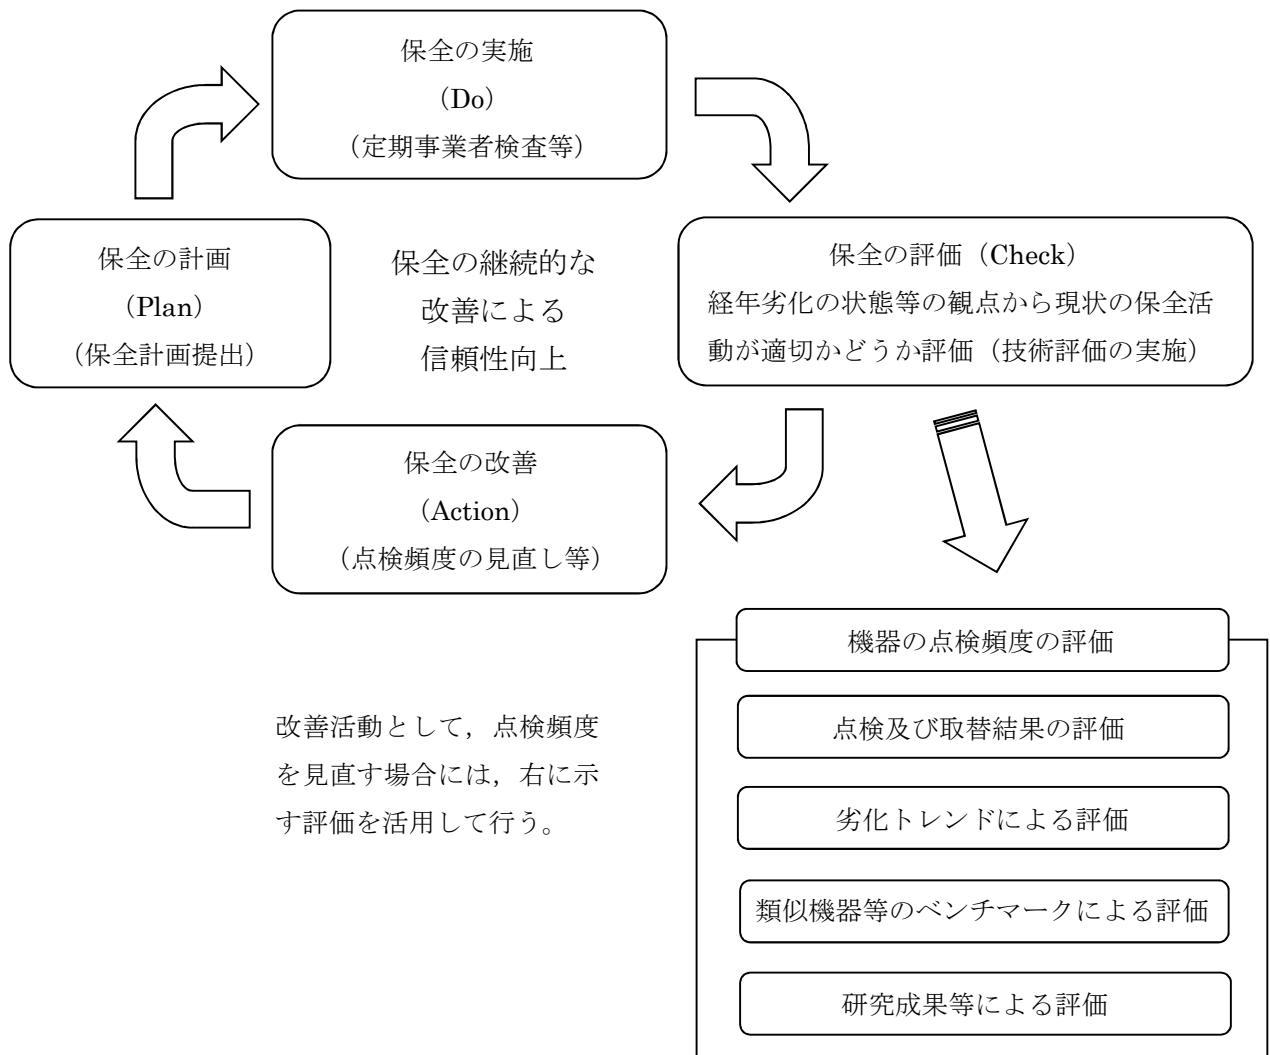 保全の実施
（Do）
（定期事業者検査等）
保全の計画
（Plan）
（保全計画提出）
保全の継続的な
改善による
信頼性向上
保全の評価（Check）
経年劣化の状態等の観点から現状の保全活
動が適切かどうか評価（技術評価の実施）
保全の改善
（Action）
（点検頻度の見直し等）
改善活動として，点検頻度
を見直す場合には，右に示
す評価を活用して行う。
機器の点検頻度の評価
点検及び取替結果の評価
劣化トレンドによる評価
類似機器等のベンチマークによる評価
研究成果等による評価